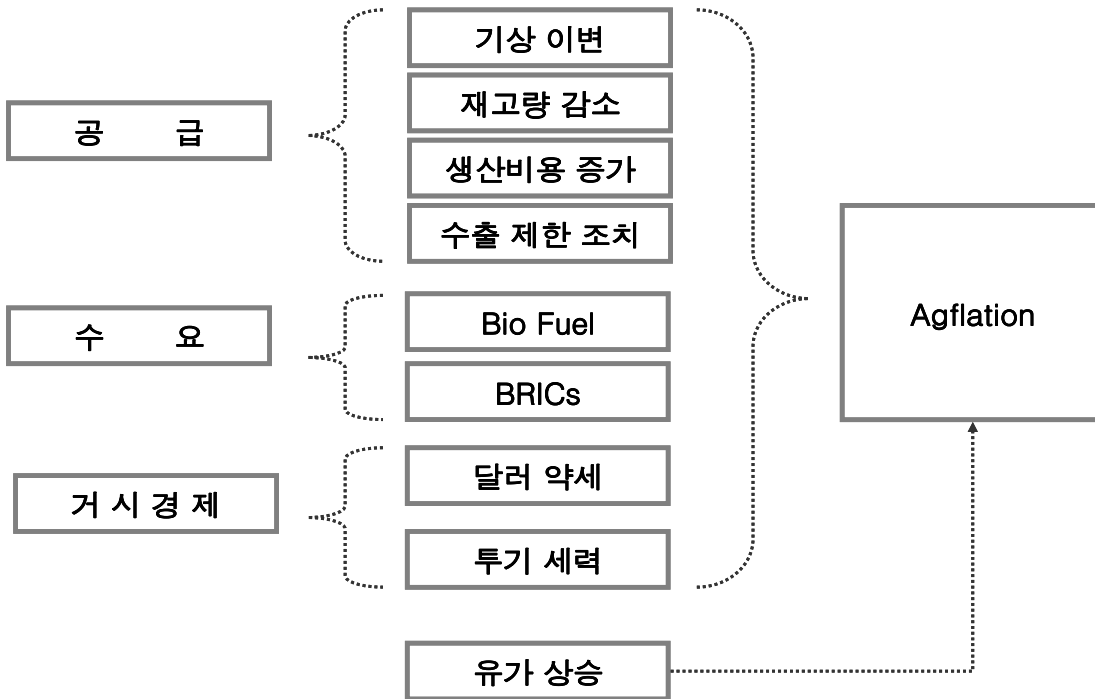 공 급
기상 이변
재고량 감소
생산비용 증가
수출 제한 조치
수 요
Bio Fuel
BRICs
거 시 경 제
달러 약세
투기 세력
유가 상승
Agflation